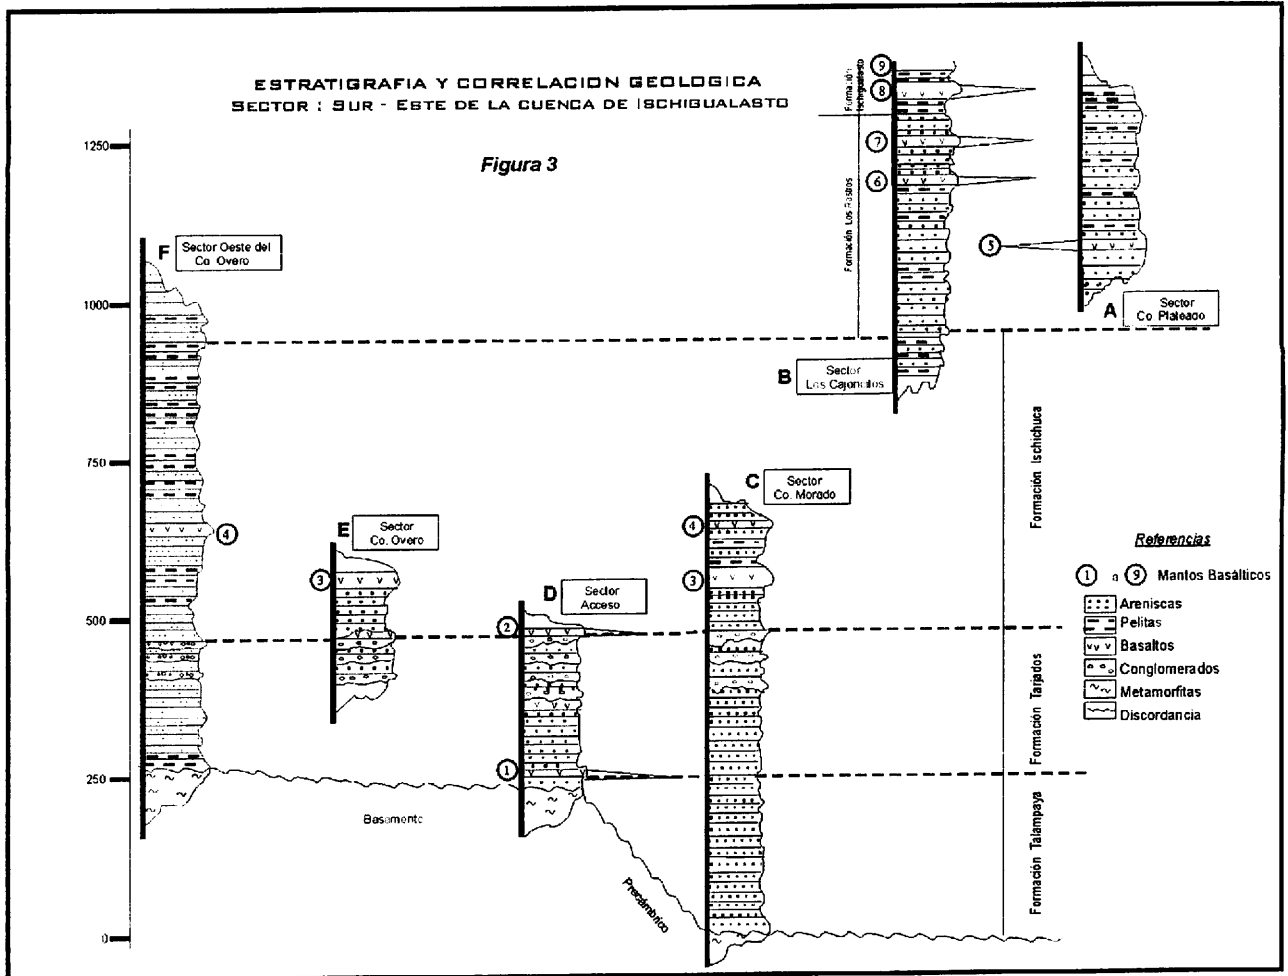 ESTRATIGRAFIA Y CORRELACION GEOLOGICA
SECTOR : SUR - ESTE DE LA CUENCA DE ISCHIGUALASTO
Figura 3
1250
1000
750
500
250
0
F
Sector Oeste del
Co. Overo
4
E
Sector
Co. Overo
3
D
Sector
Acceso
2
1
C
Sector
Co. Morado
4
3
B
Sector
Los Cajoncitos
9
8
7
6
Formación
Ischigualasto
Formación Los Rastros
5
A
Sector
Co. Plateado
Formación Ischichuca
Formación Tarjados
Formación Talampaya
Basamento
Precámbrico
Referencias
1 a 9 Mantos Basálticos
Areniscas
Pelitas
Basaltos
Conglomerados
Metamorfitas
Discordancia